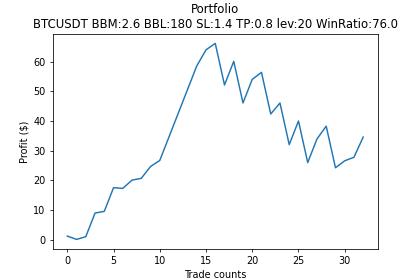 Portfolio
BTCUSDT BBM:2.6 BBL:180 SL:1.4 TP:0.8 lev:20 WinRatio:76.0
60
50
40
30
20
10
0
Profit ($)
0 5 10 15 20 25 30
Trade counts